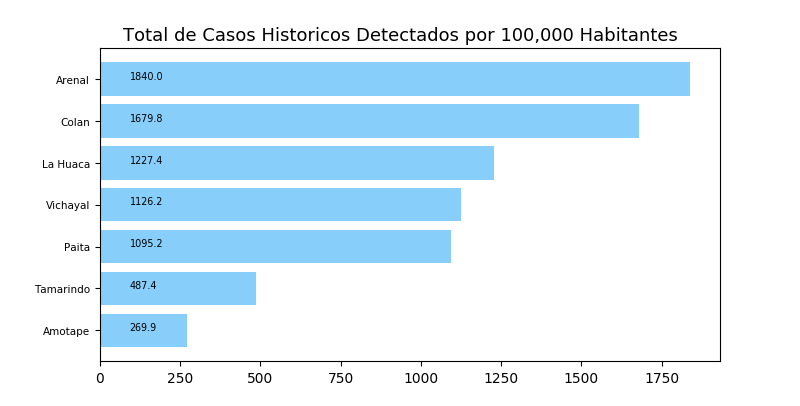 Total de Casos Historicos Detectados por 100,000 Habitantes
Arenal 1840.0
Colan 1679.8
La Huaca 1227.4
Vichayal 1126.2
Paita 1095.2
Tamarindo 487.4
Amotape 269.9
0 250 500 750 1000 1250 1500 1750